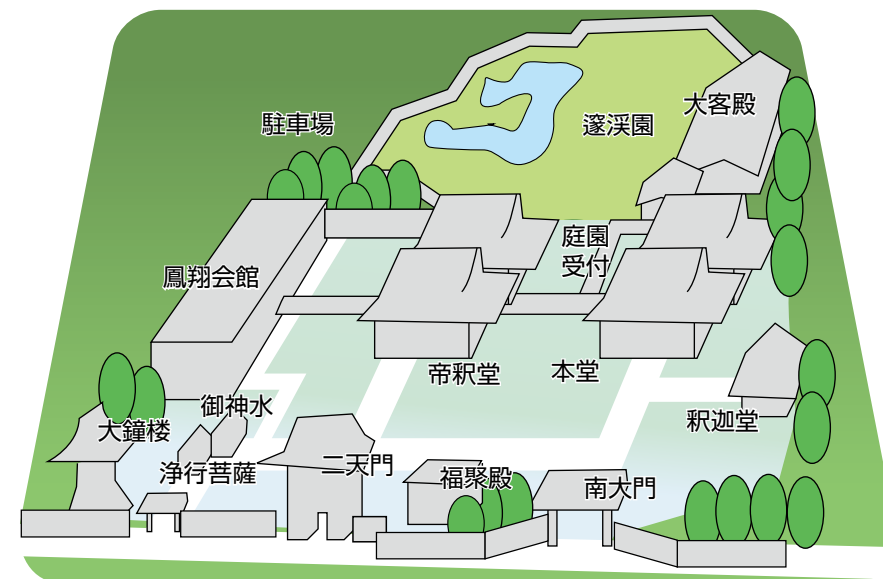 大客殿
駐車場
邃渓園
庭園
受付
鳳翔会館
帝釈堂
本堂
御神水
釈迦堂
大鐘楼
浄行菩薩
二天門
福聚殿
南大門